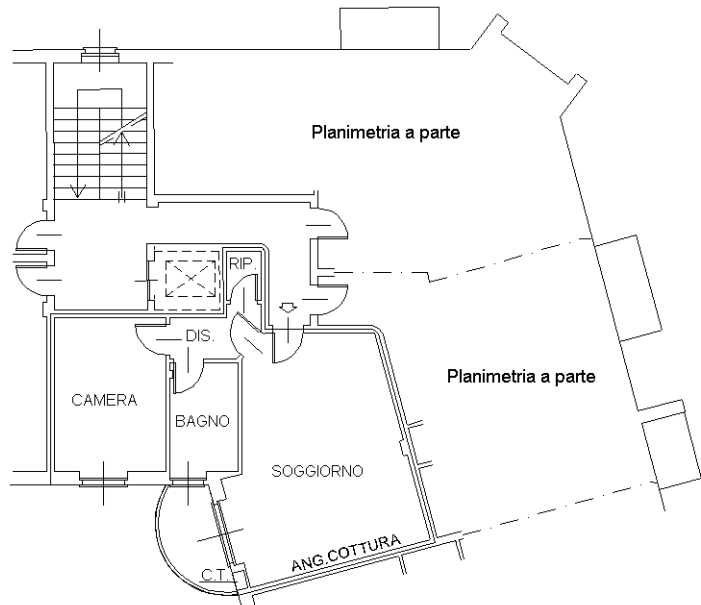 Planimetria a parte
RIP.
DIS.
Planimetria a parte
CAMERA
BAGNO
SOGGIORNO
ANG.COTTURA
C.T.